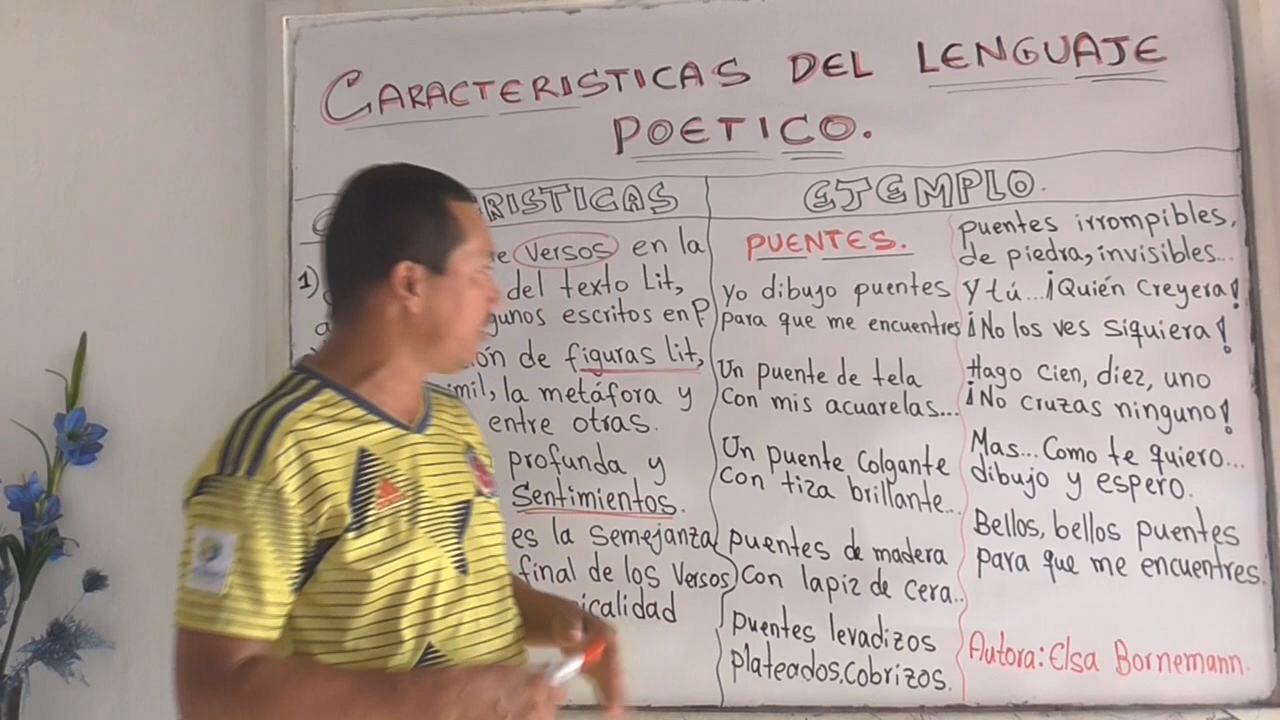 CARACTERISTICAS DEL LENGUAJE
POETICO.
RISTICAS
1)
Versos en la
del texto Lit,
escritos en P.
de figuras lit,
la metáfora y
entre otras.
profunda y
Sentimientos.
es la Semejanza
final de los Versos
EJEMPLO.
PUENTES.
Yo dibujo puentes
para que me encuentres
Un puente de tela
Con mis acuarelas...
Un puente Colgante
Con tiza brillante...
puentes de madera
Con lapiz de cera..
puentes levadizos
plateados, Cobrizos.
puentes irrompibles,
de piedra, invisibles...
Y tú... ¡Quién Creyera!
¡No los ves siquiera!
Hago cien, diez, uno
¡No cruzas ninguno!
Mas... Como te quiero...
dibujo y espero.
Bellos, bellos puentes
para que me encuentres.
Autora: Elsa Bornemann.